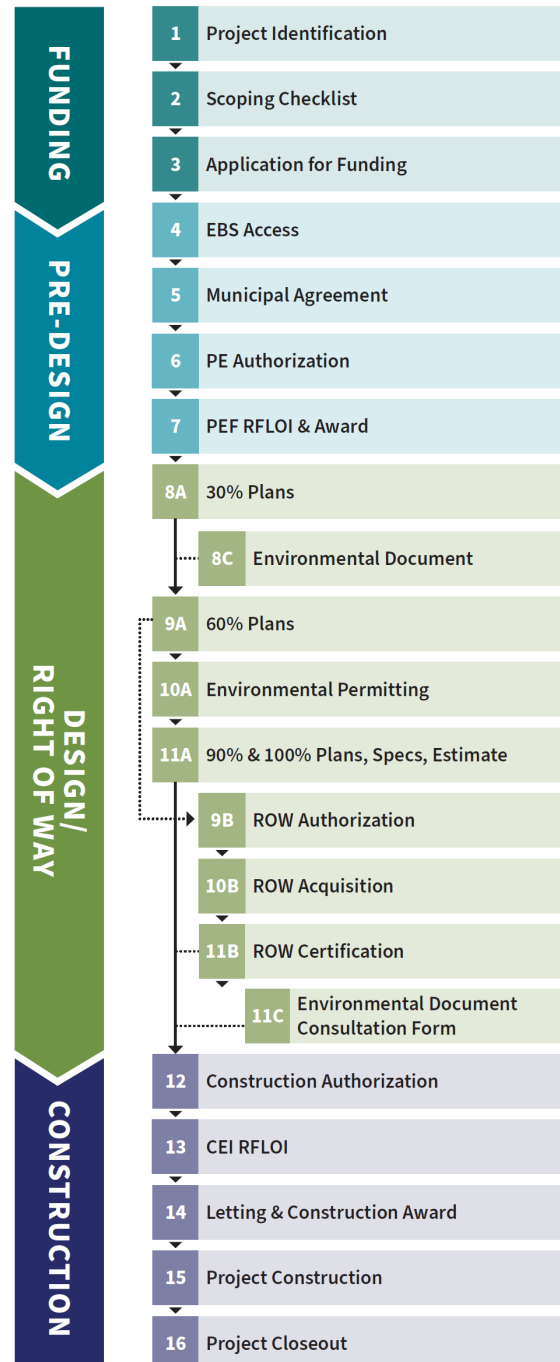 FUNDING
1 Project Identification
2 Scoping Checklist
3 Application for Funding
PRE-DESIGN
4 EBS Access
5 Municipal Agreement
6 PE Authorization
7 PEF RFLOI & Award
DESIGN/
RIGHT OF WAY
8A 30% Plans
8C Environmental Document
9A 60% Plans
10A Environmental Permitting
11A 90% & 100% Plans, Specs, Estimate
9B ROW Authorization
10B ROW Acquisition
11B ROW Certification
11C Environmental Document
Consultation Form
CONSTRUCTION
12 Construction Authorization
13 CEI RFLOI
14 Letting & Construction Award
15 Project Construction
16 Project Closeout